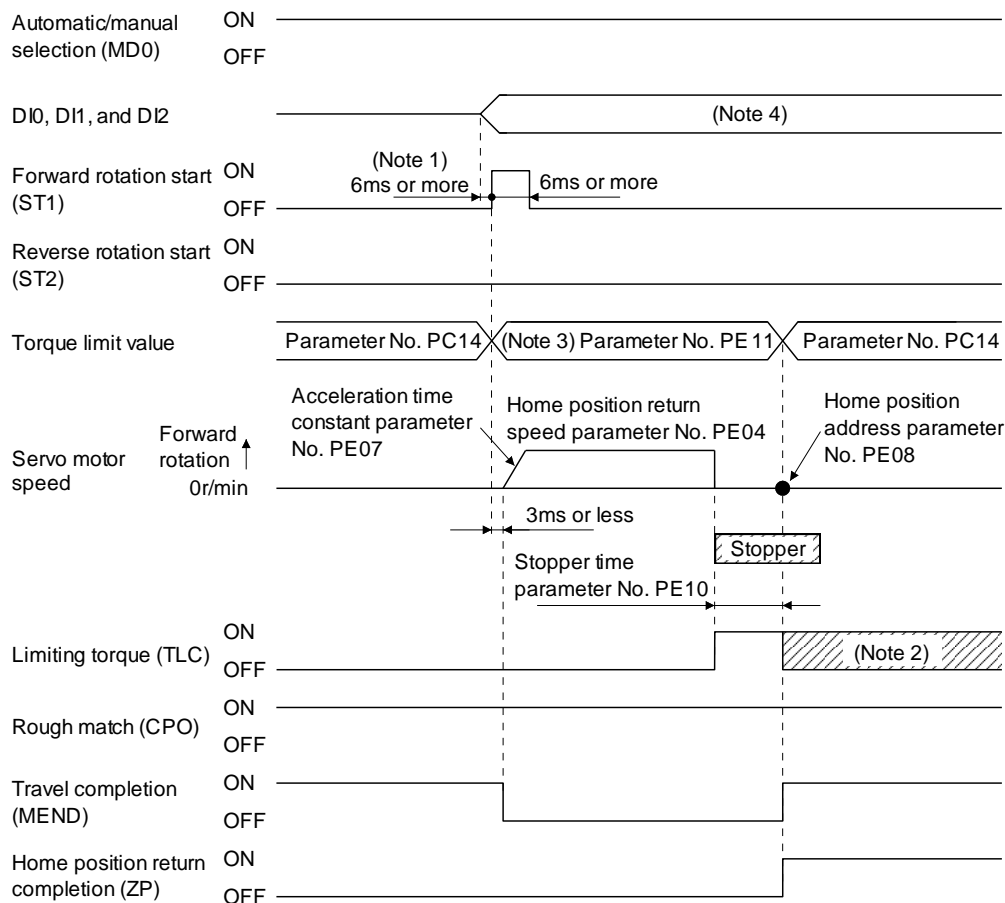 Automatic/manual
selection (MD0)
ON
OFF
DI0, DI1, and DI2
(Note 4)
Forward rotation start
(ST1)
ON
OFF
(Note 1)
6ms or more
6ms or more
Reverse rotation start
(ST2)
ON
OFF
Torque limit value
Parameter No. PC14
(Note 3) Parameter No. PE11
Parameter No. PC14
Servo motor
speed
Forward
rotation
0r/min
Acceleration time
constant parameter
No. PE07
Home position return
speed parameter No. PE04
Home position
address parameter
No. PE08
3ms or less
Stopper
Stopper time
parameter No. PE10
Limiting torque (TLC)
ON
OFF
(Note 2)
Rough match (CPO)
ON
OFF
Travel completion
(MEND)
ON
OFF
Home position return
completion (ZP)
ON
OFF